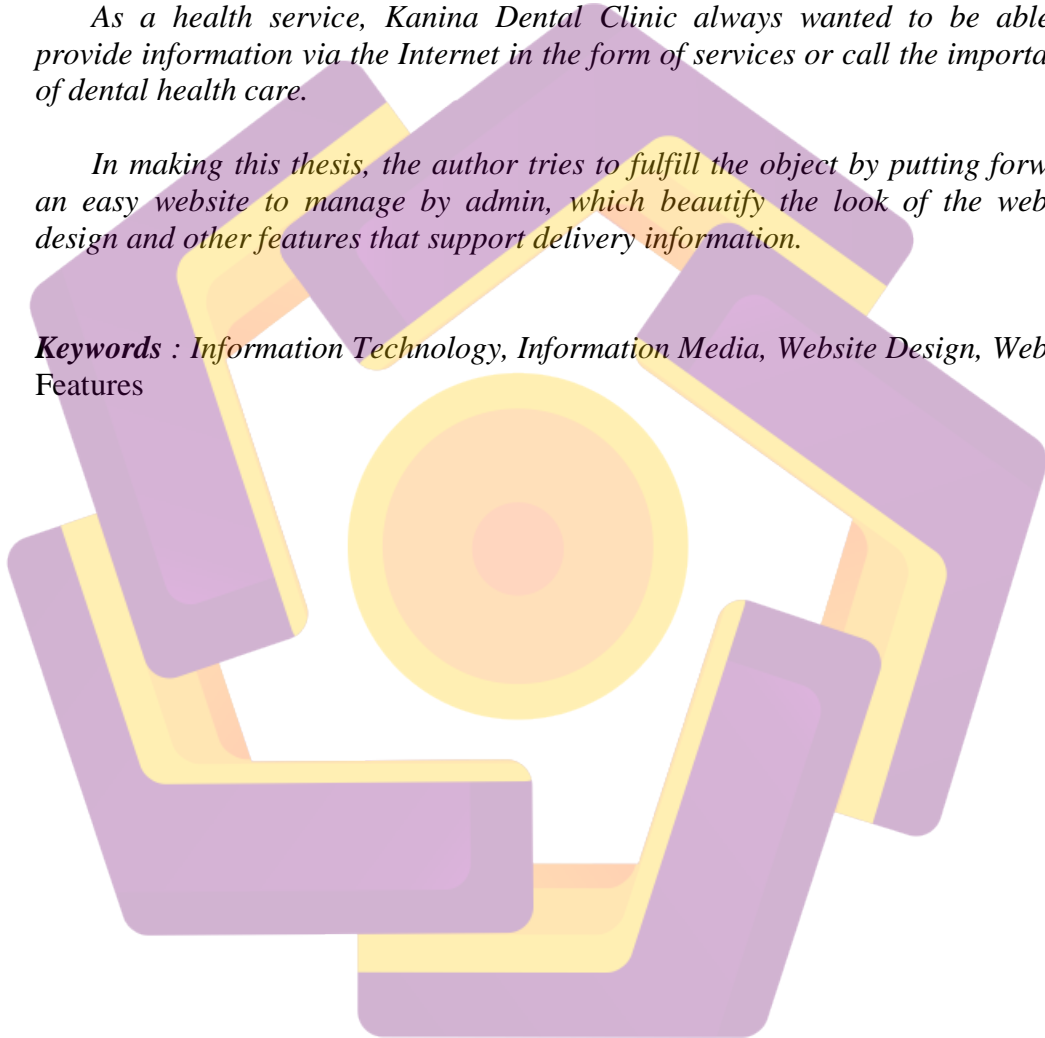 As a health service, Kanina Dental Clinic always wanted to be able
provide information via the Internet in the form of services or call the importa
of dental health care.
In making this thesis, the author tries to fulfill the object by putting forw
an easy website to manage by admin, which beautify the look of the web
design and other features that support delivery information.
Keywords : Information Technology, Information Media, Website Design, Web
Features